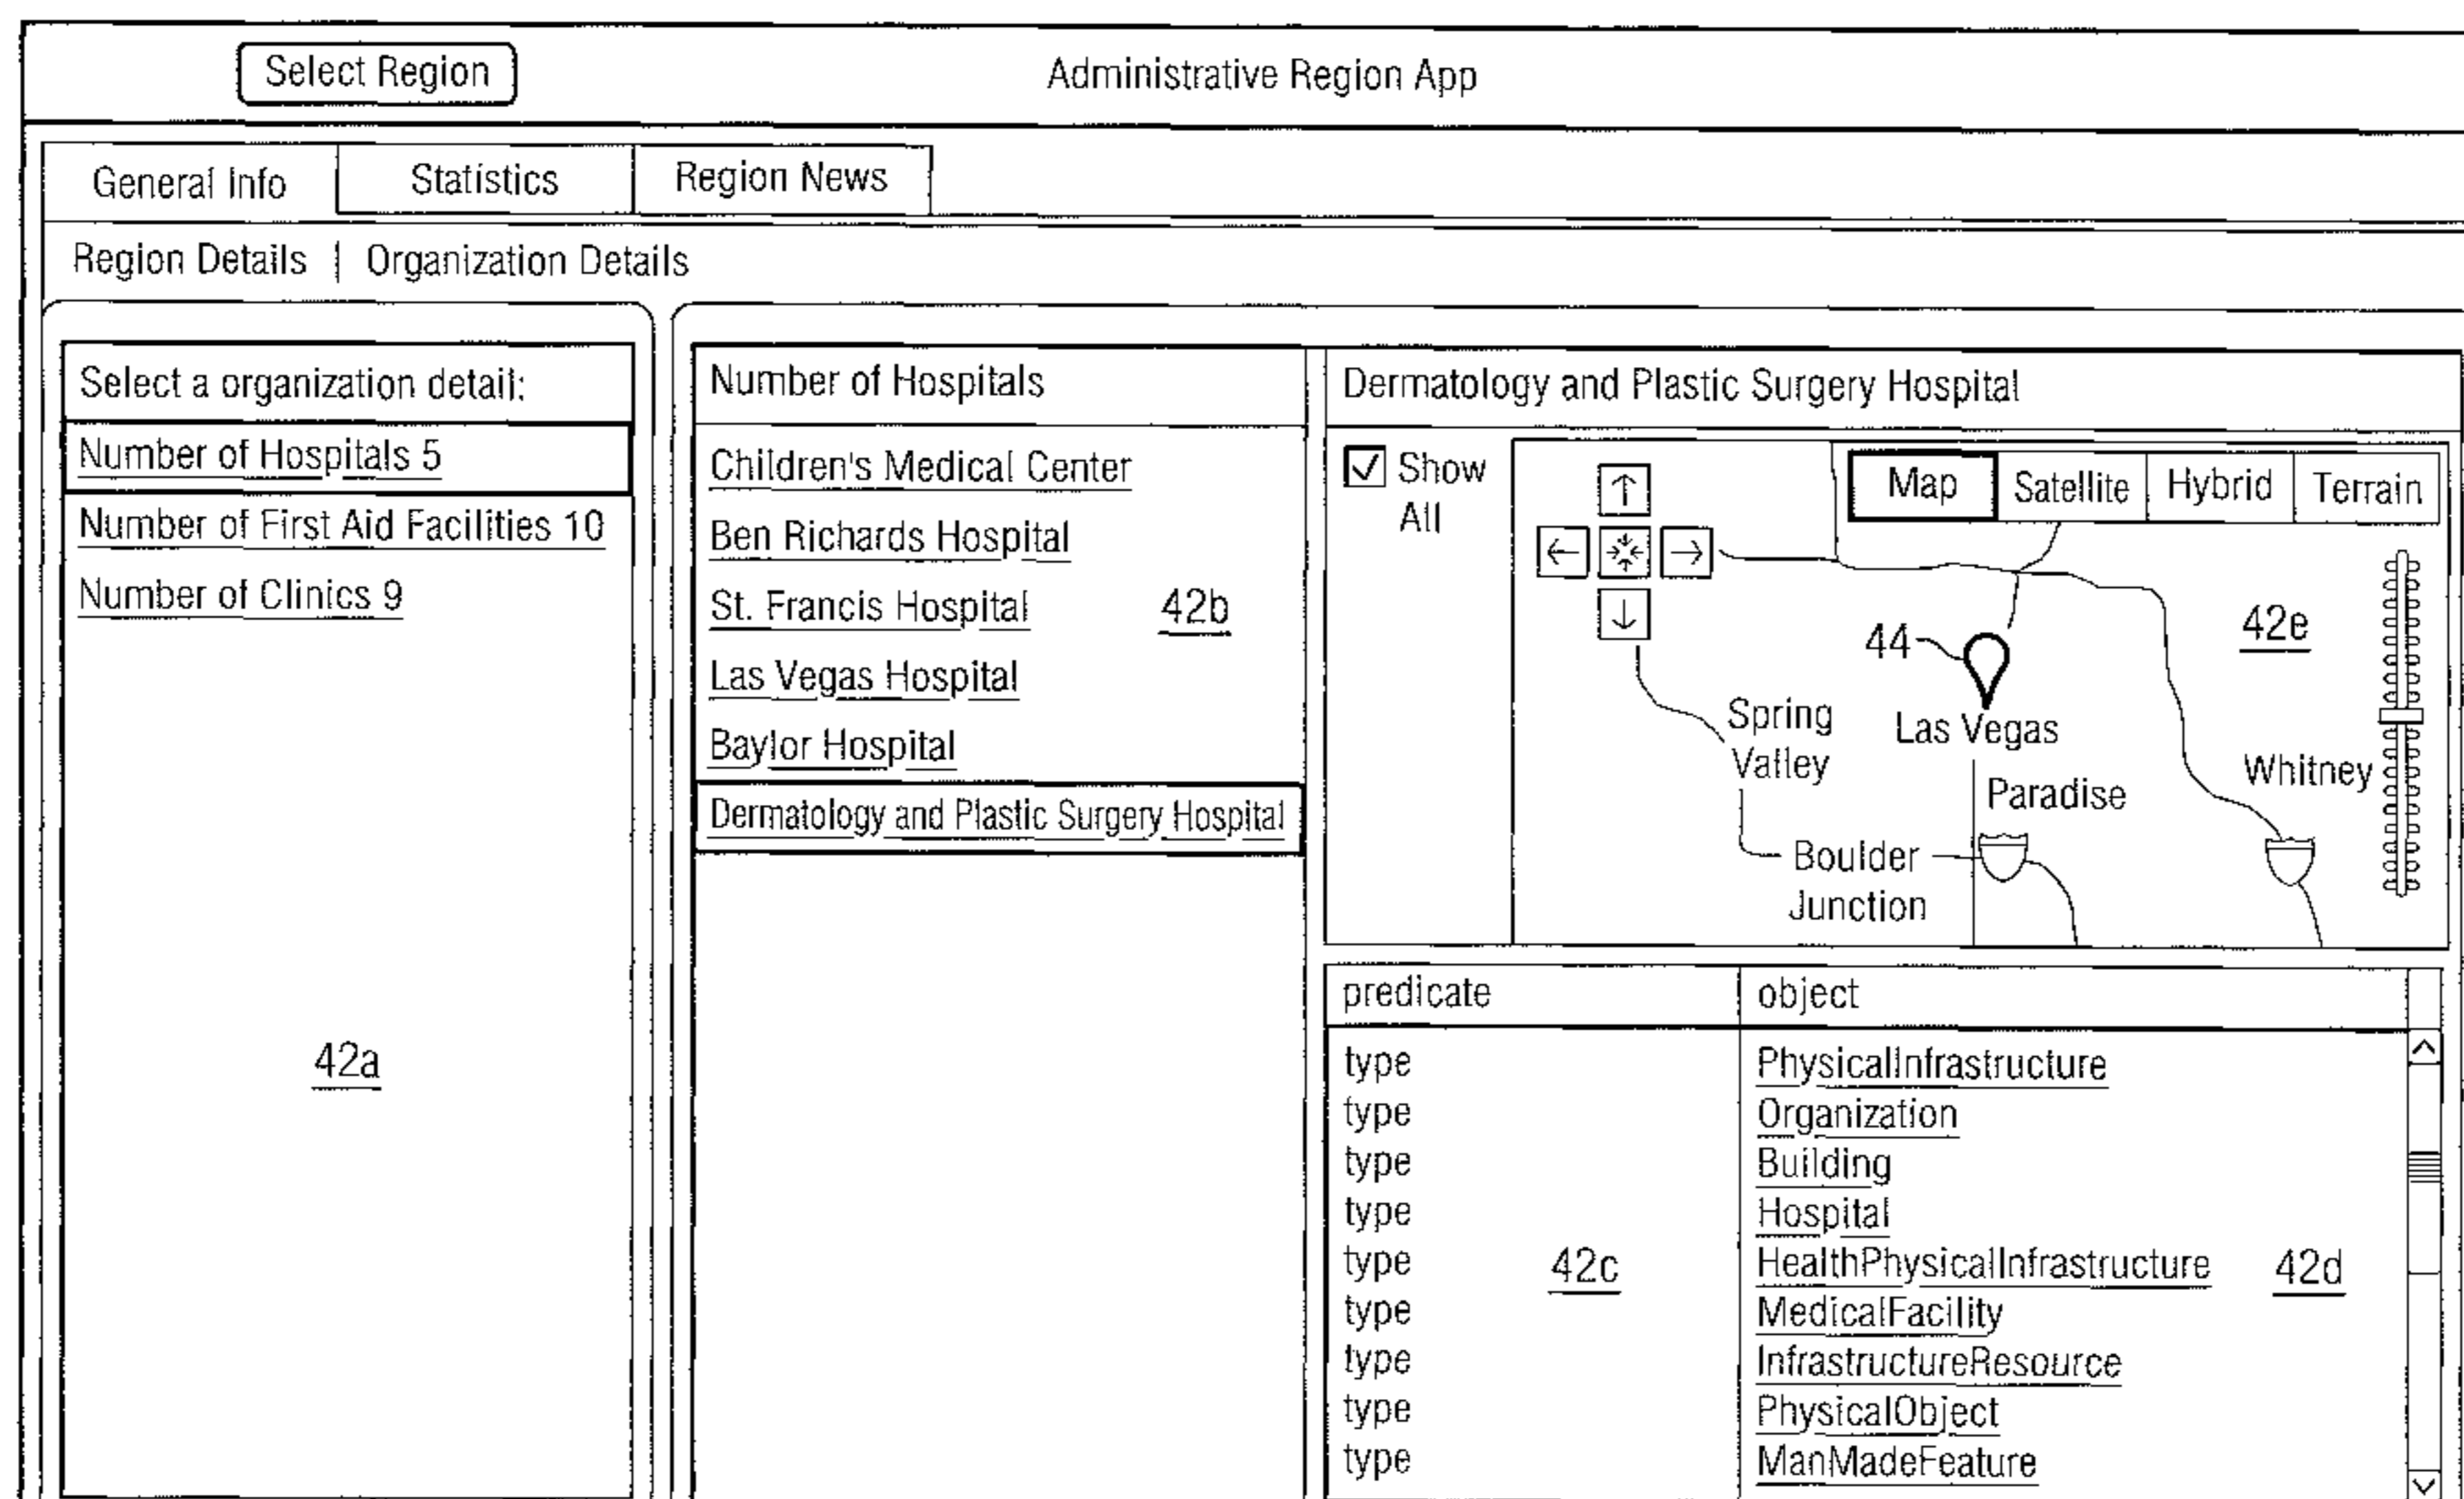 Select Region
Administrative Region App
General Info
Statistics
Region News
Region Details | Organization Details
Select a organization detail:
Number of Hospitals 5
Number of First Aid Facilities 10
Number of Clinics 9
42a
Number of Hospitals
Children's Medical Center
Ben Richards Hospital
St. Francis Hospital
42b
Las Vegas Hospital
Baylor Hospital
Dermatology and Plastic Surgery Hospital
Dermatology and Plastic Surgery Hospital
Show
All
Map
Satellite
Hybrid
Terrain
42e
44
Spring
Valley
Las Vegas
Whitney
Paradise
Boulder
Junction
predicate
object
type
PhysicalInfrastructure
type
Organization
type
Building
type
Hospital
type
42c
HealthPhysicalInfrastructure
42d
type
MedicalFacility
type
InfrastructureResource
type
PhysicalObject
type
ManMadeFeature